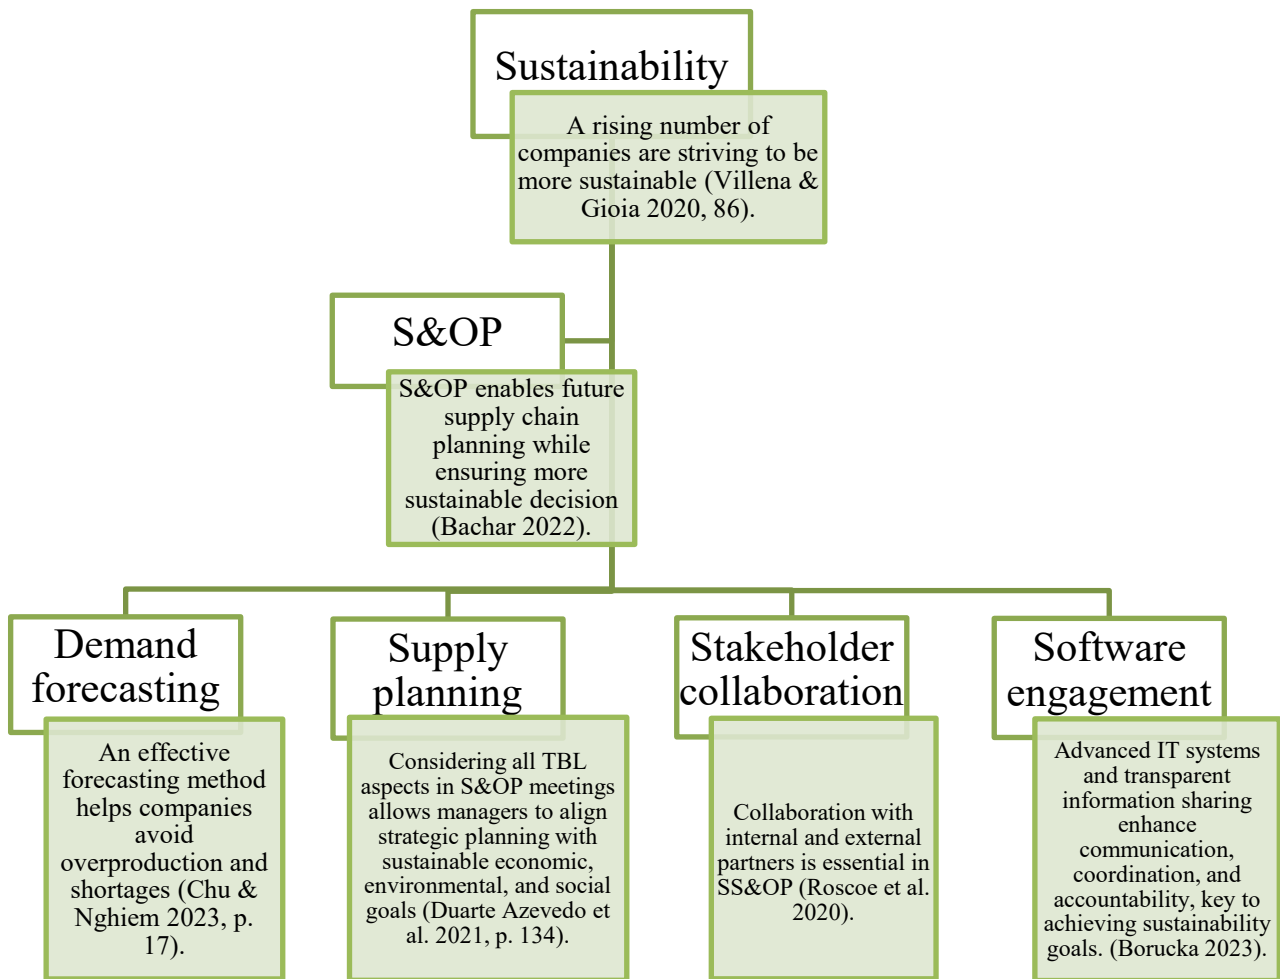 Sustainability
A rising number of
companies are striving to be
more sustainable (Villena &
Gioia 2020, 86).
S&OP
S&OP enables future
supply chain
planning while
ensuring more
sustainable decision
(Bachar 2022).
Demand
forecasting
An effective
forecasting method
helps companies
avoid
overproduction and
shortages (Chu &
Nghiem 2023, p.
17).
Supply
planning
Considering all TBL
aspects in S&OP meetings
allows managers to align
strategic planning with
sustainable economic,
environmental, and social
goals (Duarte Azevedo et
al. 2021, p. 134).
Stakeholder
collaboration
Collaboration with
internal and external
partners is essential in
SS&OP (Roscoe et al.
2020).
Software
engagement
Advanced IT systems
and transparent
information sharing
enhance
communication,
coordination, and
accountability, key to
achieving sustainability
goals. (Borucka 2023).